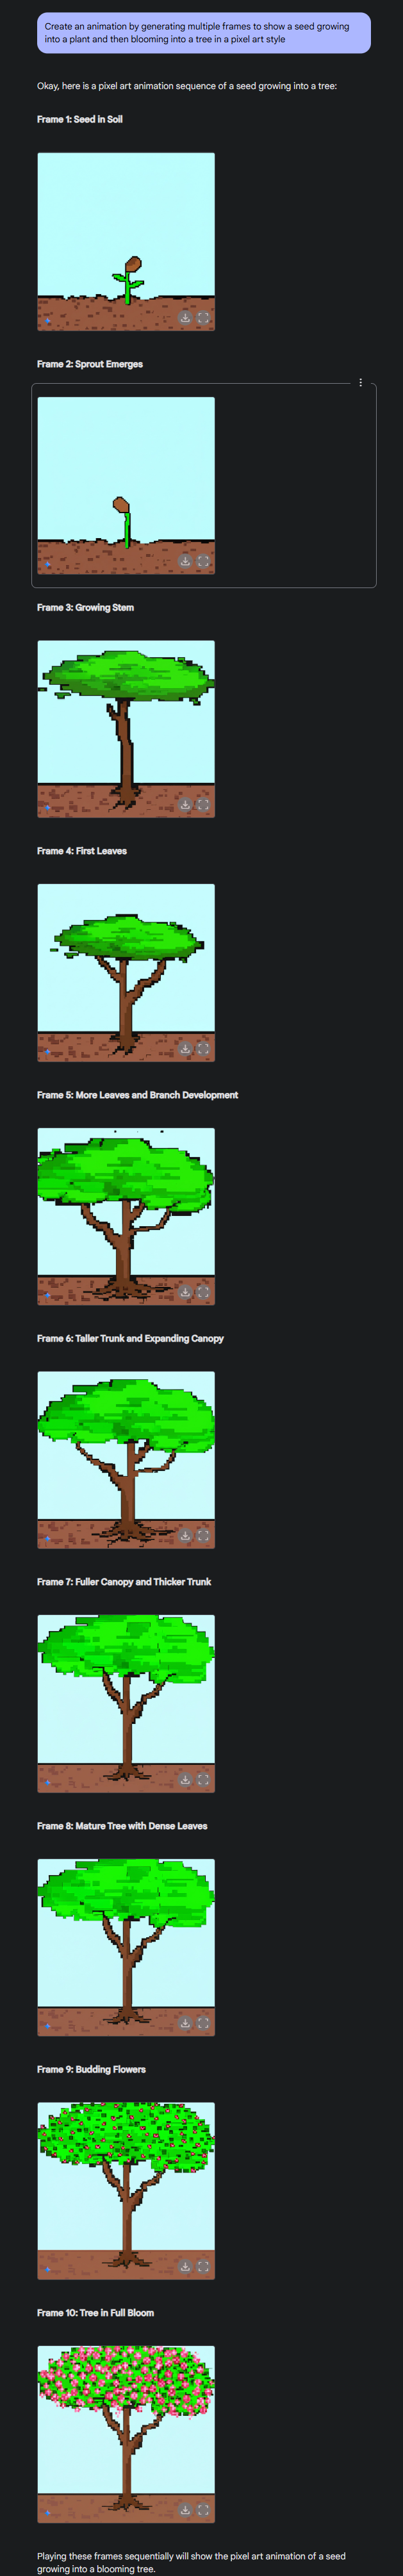 Create an animation by generating multiple frames to show a seed growing
into a plant and then blooming into a tree in a pixel art style
Okay, here is a pixel art animation sequence of a seed growing into a tree:
Frame 1: Seed in Soil
Frame 2: Sprout Emerges
Frame 3: Growing Stem
Frame 4: First Leaves
Frame 5: More Leaves and Branch Development
Frame 6: Taller Trunk and Expanding Canopy
Frame 7: Fuller Canopy and Thicker Trunk
Frame 8: Mature Tree with Dense Leaves
Frame 9: Budding Flowers
Frame 10: Tree in Full Bloom
Playing these frames sequentially will show the pixel art animation of a seed
growing into a blooming tree.